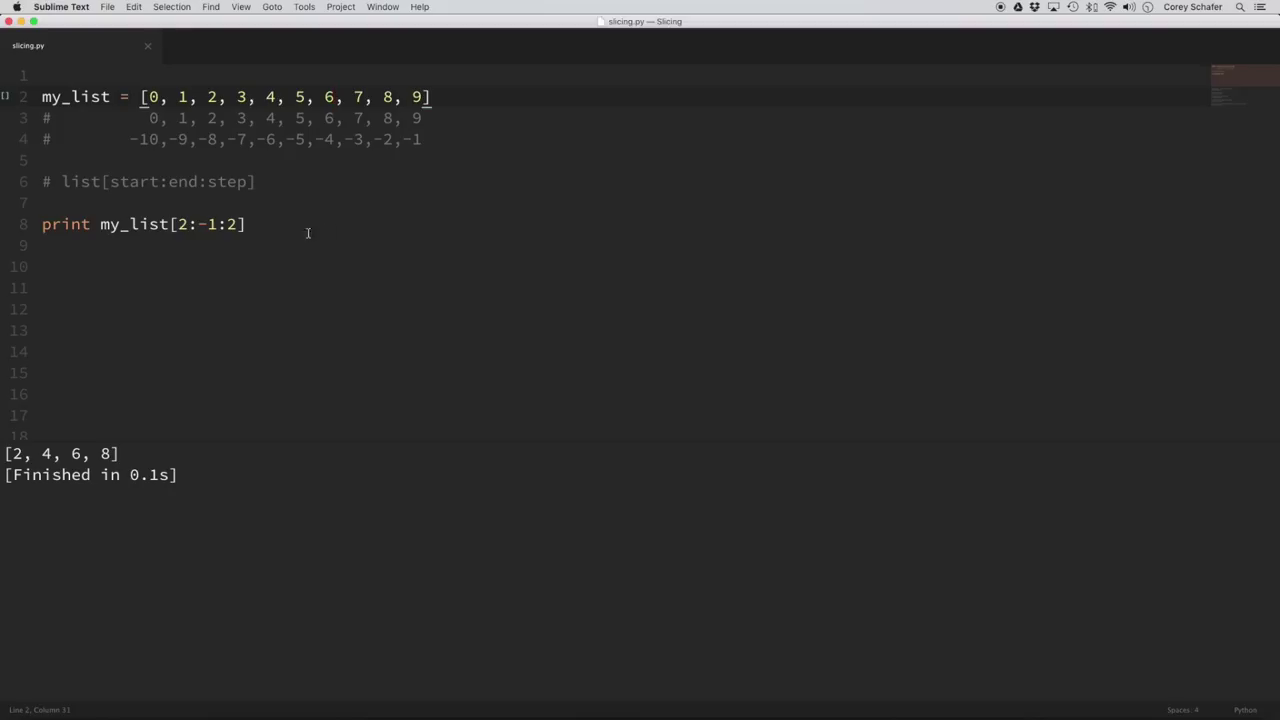 Sublime Text File Edit Selection Find View Goto Tools Project Window Help Corey Schafer
slicing.py — Slicing
slicing.py
1
2 my_list = [0, 1, 2, 3, 4, 5, 6, 7, 8, 9]
3 # 0, 1, 2, 3, 4, 5, 6, 7, 8, 9
4 # -10,-9,-8,-7,-6,-5,-4,-3,-2,-1
5
6 # list[start:end:step]
7
8 print my_list[2:-1:2]
9
10
11
12
13
14
15
16
17
18
[2, 4, 6, 8]
[Finished in 0.1s]
Line 2, Column 31 Spaces: 4 Python